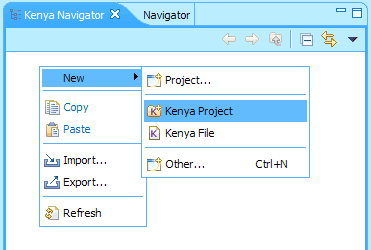 Kenya Navigator
Navigator
New
Project...
Kenya Project
Copy
Kenya File
Paste
Import...
Other... Ctrl+N
Export...
Refresh